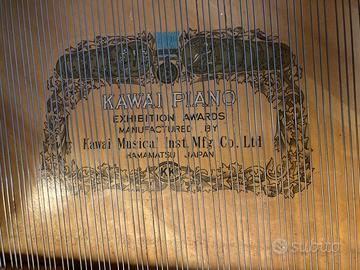 KAWAI PIANO
EXHIBITION AWARDS
MANUFACTURED BY
Kawai Musical Inst. Mfg Co. Ltd
HAMAMATSU JAPAN
KK
subito